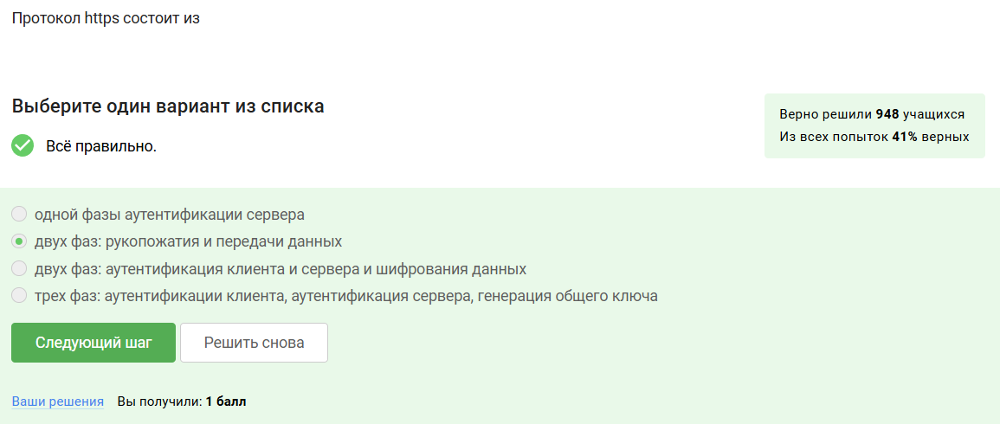 Протокол https состоит из
Выберите один вариант из списка
Всё правильно.
Верно решили 948 учащихся
Из всех попыток 41% верных
одной фазы аутентификации сервера
двух фаз: рукопожатия и передачи данных
двух фаз: аутентификация клиента и сервера и шифрования данных
трех фаз: аутентификации клиента, аутентификация сервера, генерация общего ключа
Следующий шаг
Решить снова
Ваши решения Вы получили: 1 балл